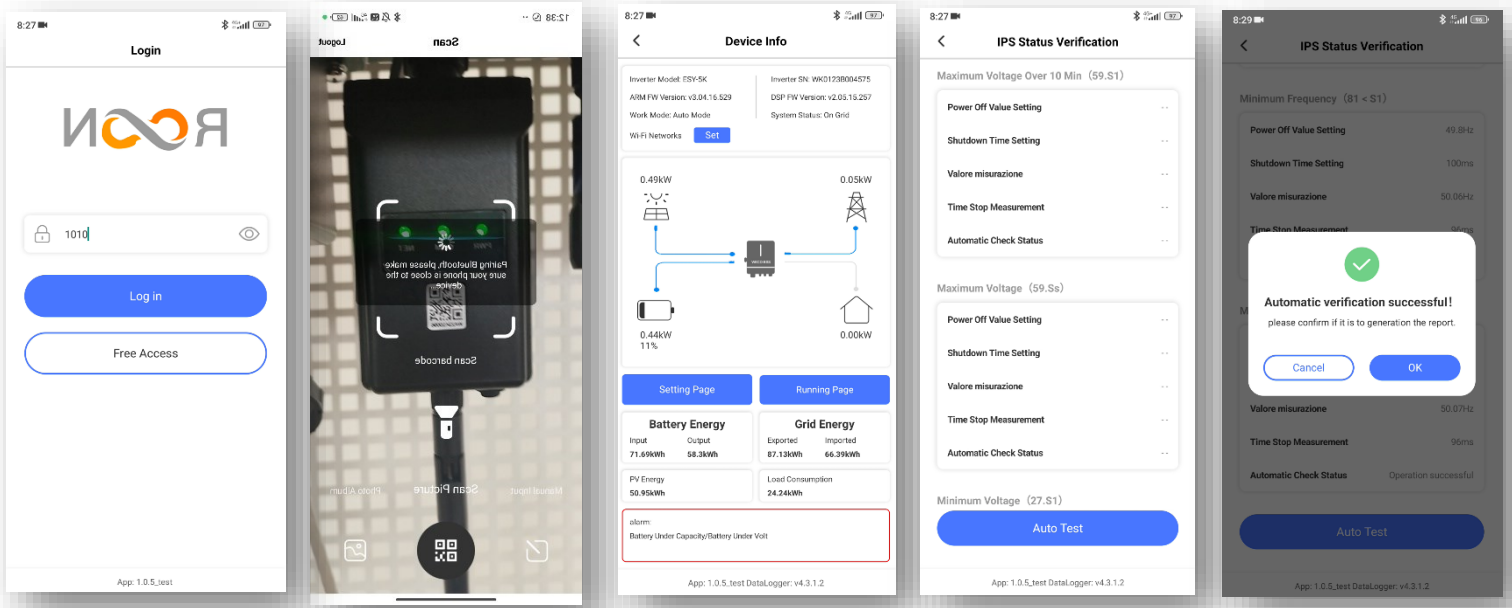 8:27
97
Login
ИOOЯ
1010
Log in
Free Access
App: 1.0.5_test
12:38
Scan
Logout
Pairing Bluetooth, please make
sure your phone is close to the
device..
Scan barcode
Manual Input
Scan Picture
Photo Album
8:27
97
Device Info
Inverter Model: ESY-5K
Inverter SN: WK0123B004575
ARM FW Version: v3.04.16.529
DSP FW Version: v2.05.15.257
Work Mode: Auto Mode
System Status: On Grid
Wi-Fi Networks
Set
0.49kW
0.05kW
0.44kW
11%
0.00kW
Setting Page
Running Page
Battery Energy
Input Output
71.69kWh 58.3kWh
Grid Energy
Exported Imported
87.13kWh 66.39kWh
PV Energy
50.95kWh
Load Consumption
24.24kWh
alarm:
Battery Under Capacity/Battery Under Volt
App: 1.0.5_test DataLogger: v4.3.1.2
8:27
97
IPS Status Verification
Maximum Voltage Over 10 Min (59.S1)
Power Off Value Setting --
Shutdown Time Setting --
Valore misurazione --
Time Stop Measurement --
Automatic Check Status --
Maximum Voltage (59.Ss)
Power Off Value Setting --
Shutdown Time Setting --
Valore misurazione --
Time Stop Measurement --
Automatic Check Status --
Minimum Voltage (27.S1)
Auto Test
App: 1.0.5_test DataLogger: v4.3.1.2
8:29
96
IPS Status Verification
Minimum Frequency (81 < S1)
Power Off Value Setting 49.8Hz
Shutdown Time Setting 100ms
Valore misurazione 50.06Hz
Time Stop Measurement 96ms
Automatic verification successful!
please confirm if it is to generation the report.
Cancel
OK
Valore misurazione 50.07Hz
Time Stop Measurement 96ms
Automatic Check Status Operation successful
Auto Test
App: 1.0.5_test DataLogger: v4.3.1.2